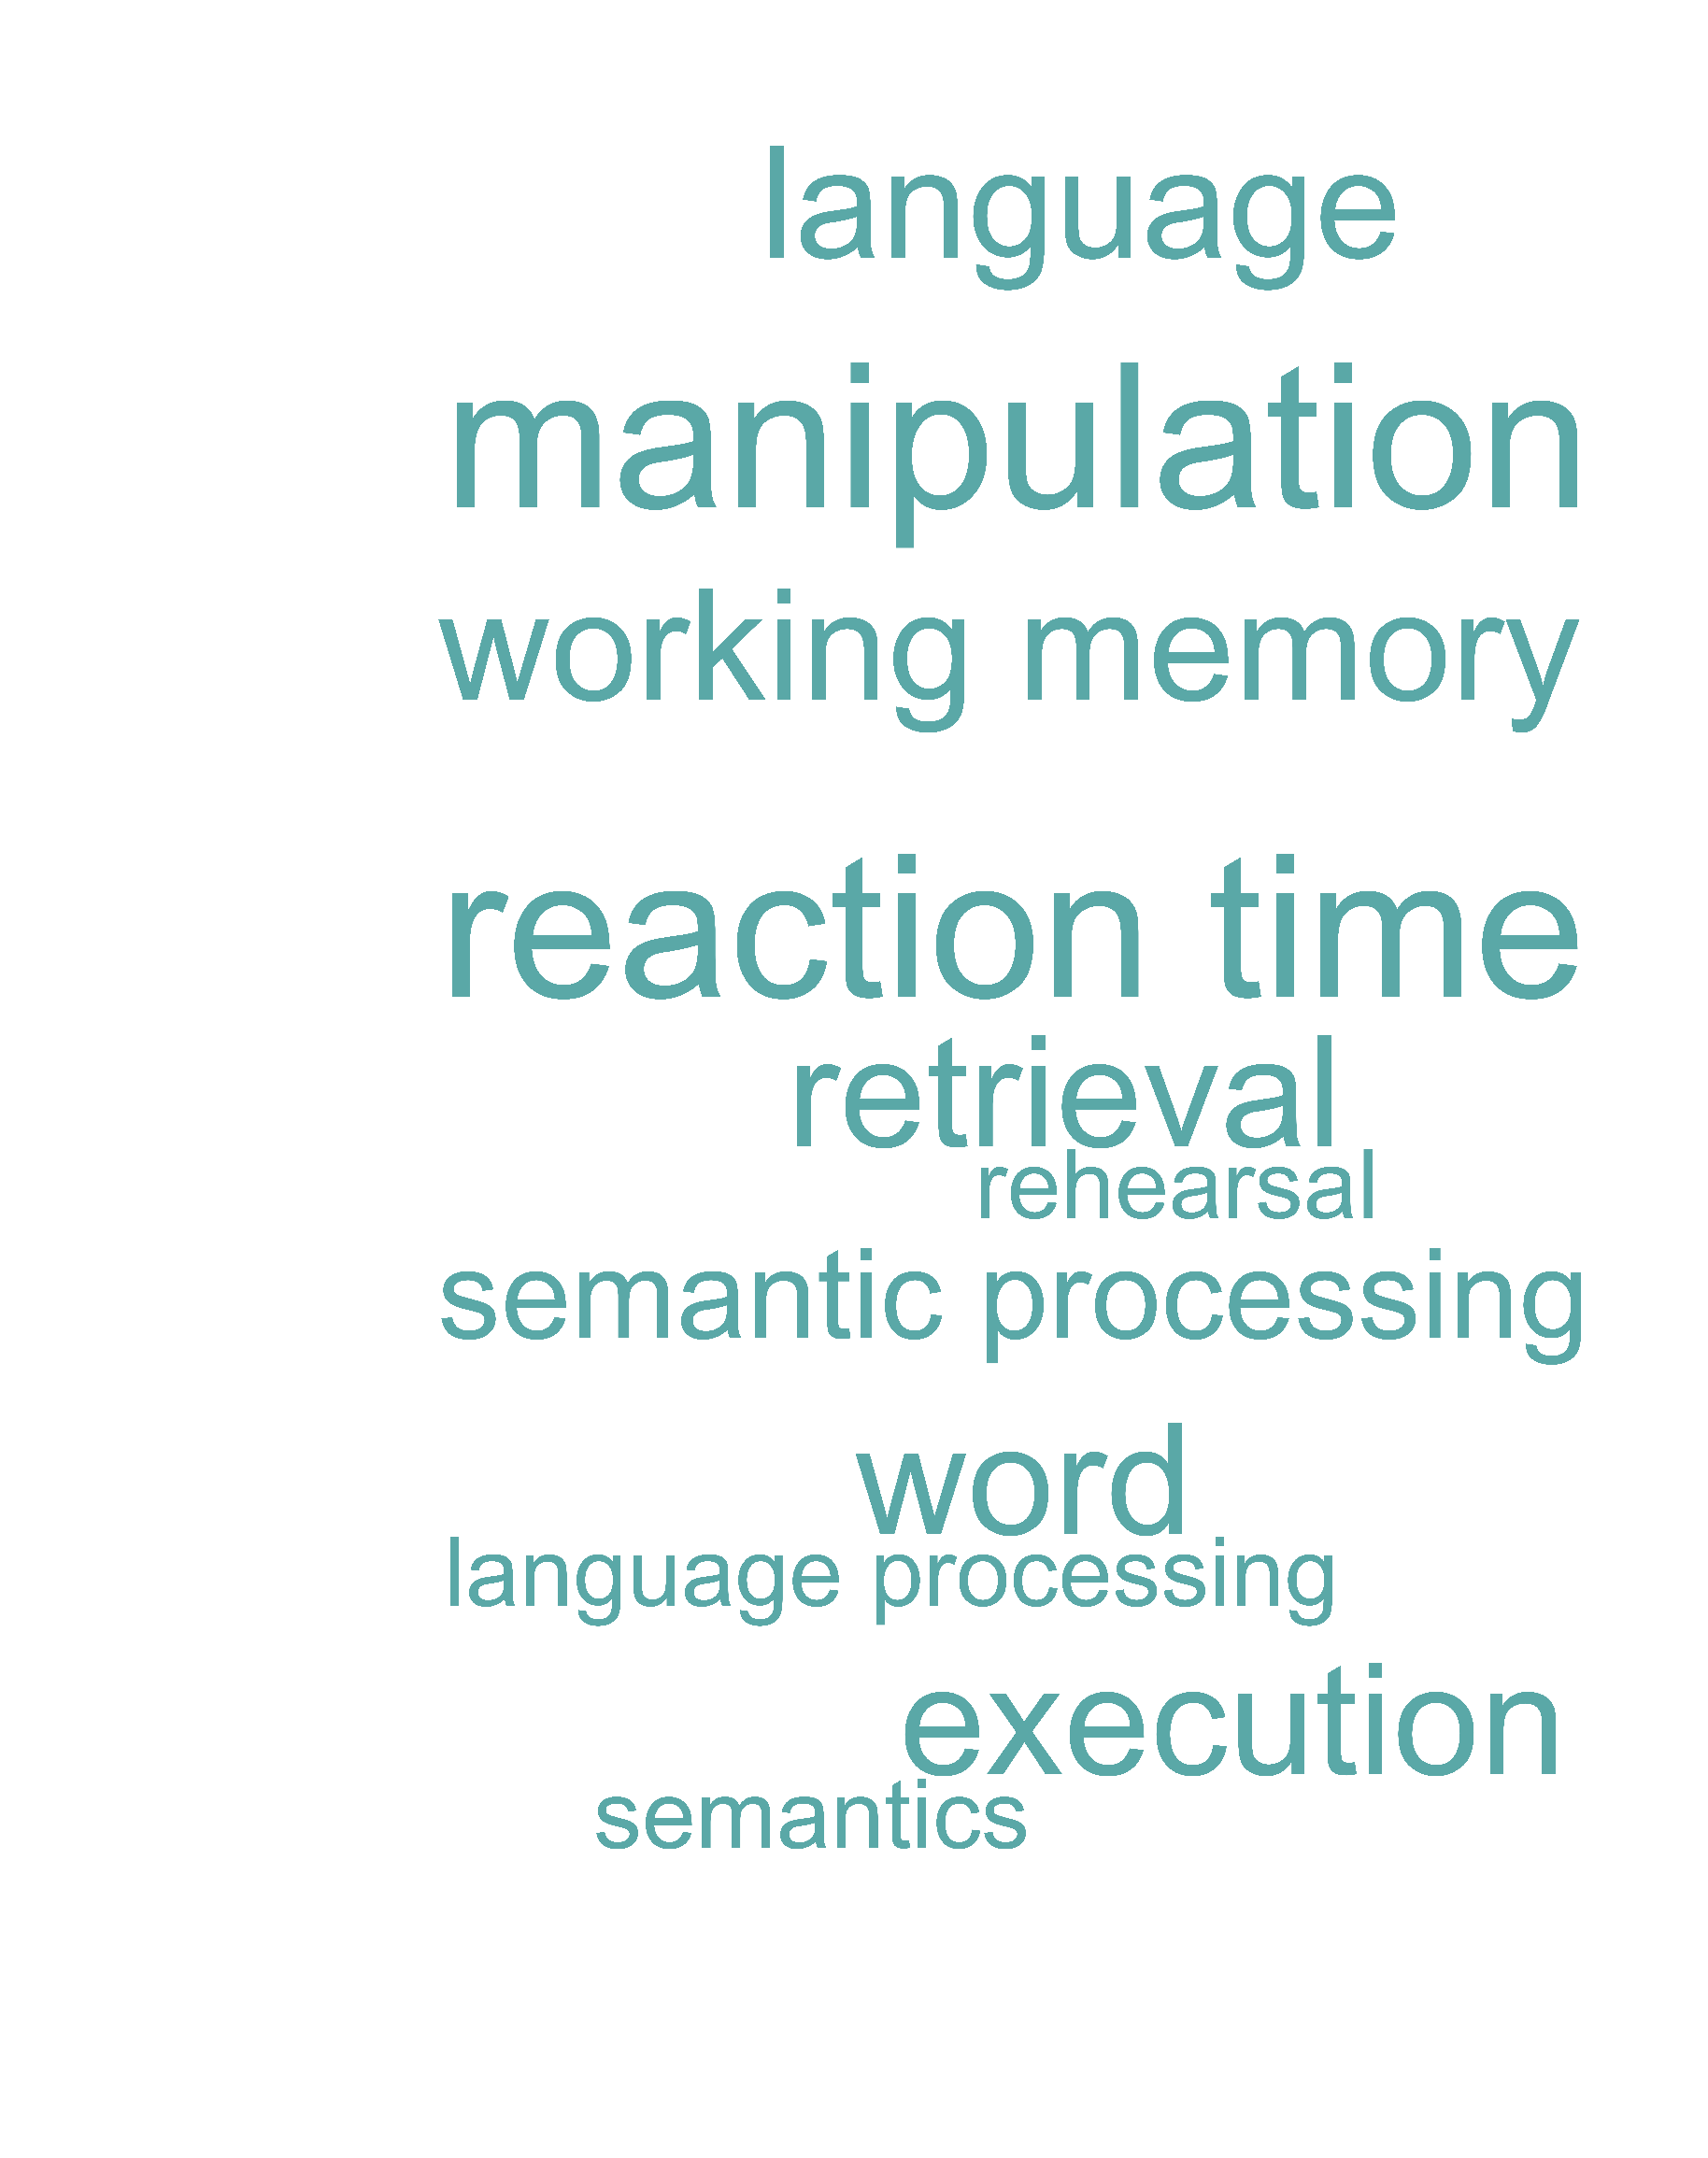 language
manipulation
working memory
reaction time
retrieval
rehearsal
semantic processing
word
language processing
execution
semantics